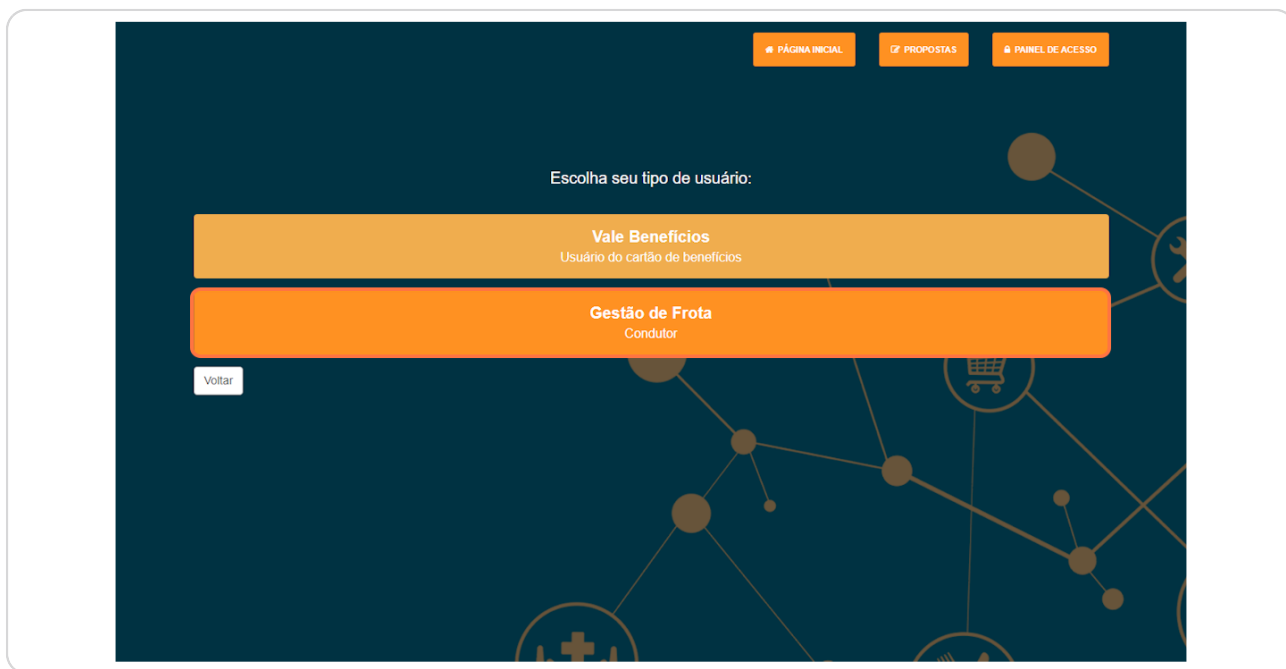 PÁGINA INICIAL
PROPOSTAS
PAINEL DE ACESSO
Escolha seu tipo de usuário:
Vale Benefícios
Usuário do cartão de benefícios
Gestão de Frota
Condutor
Voltar